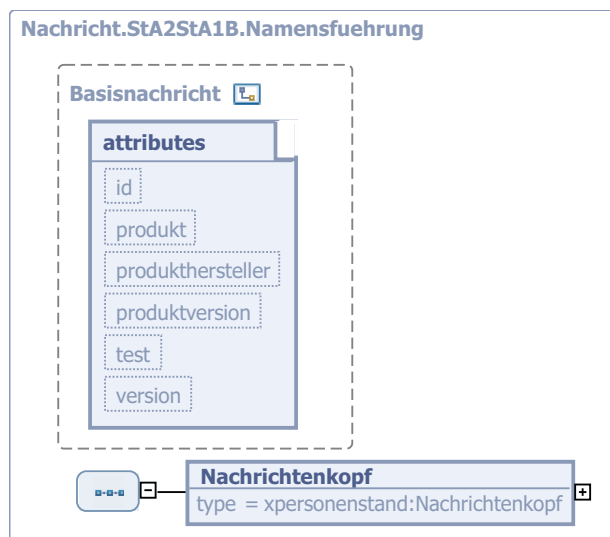 Nachricht.StA2StA1B.Namensfuehrung
Basisnachricht
attributes
id
produkt
produkthersteller
produktversion
test
version
Nachrichtenkopf
type = xpersonenstand:Nachrichtenkopf